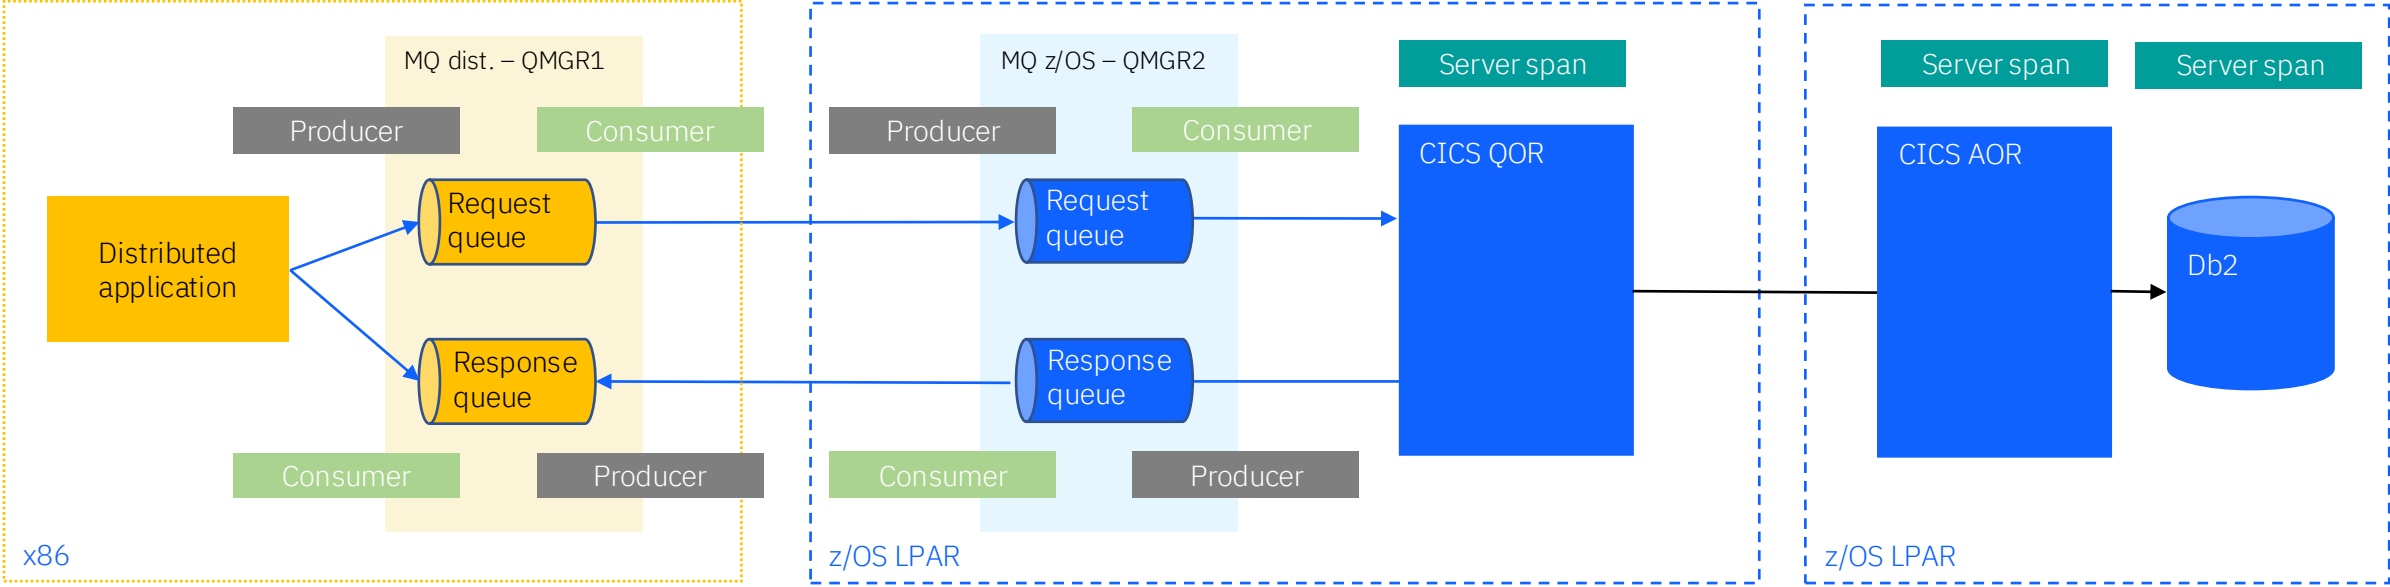 MQ dist. – QMGR1
Producer
Consumer
Distributed
application
Request
queue
Response
queue
Consumer
Producer
x86
MQ z/OS – QMGR2
Producer
Consumer
Request
queue
Response
queue
Consumer
Producer
Server span
CICS QOR
z/OS LPAR
Server span
Server span
CICS AOR
Db2
z/OS LPAR